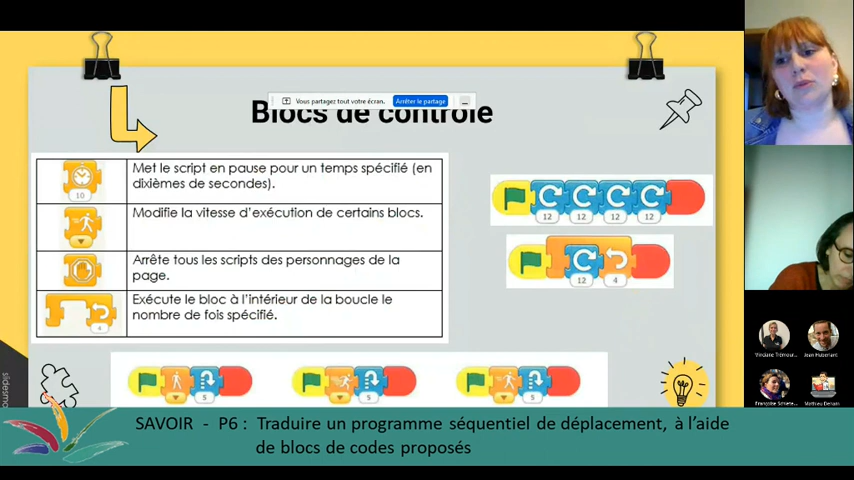 Vous partagez tout votre écran.
Arrêter le partage
Blocs de contrôle
10
Met le script en pause pour un temps spécifié (en
dixièmes de secondes).
Modifie la vitesse d'exécution de certains blocs.
Arrête tous les scripts des personnages de la
page.
4
Exécute le bloc à l'intérieur de la boucle le
nombre de fois spécifié.
12 12 12 12
12 4
5 5 5
slidesma
Jean Huberlant
SAVOIR - P6 : Traduire un programme séquentiel de déplacement, à l'aide
de blocs de codes proposés